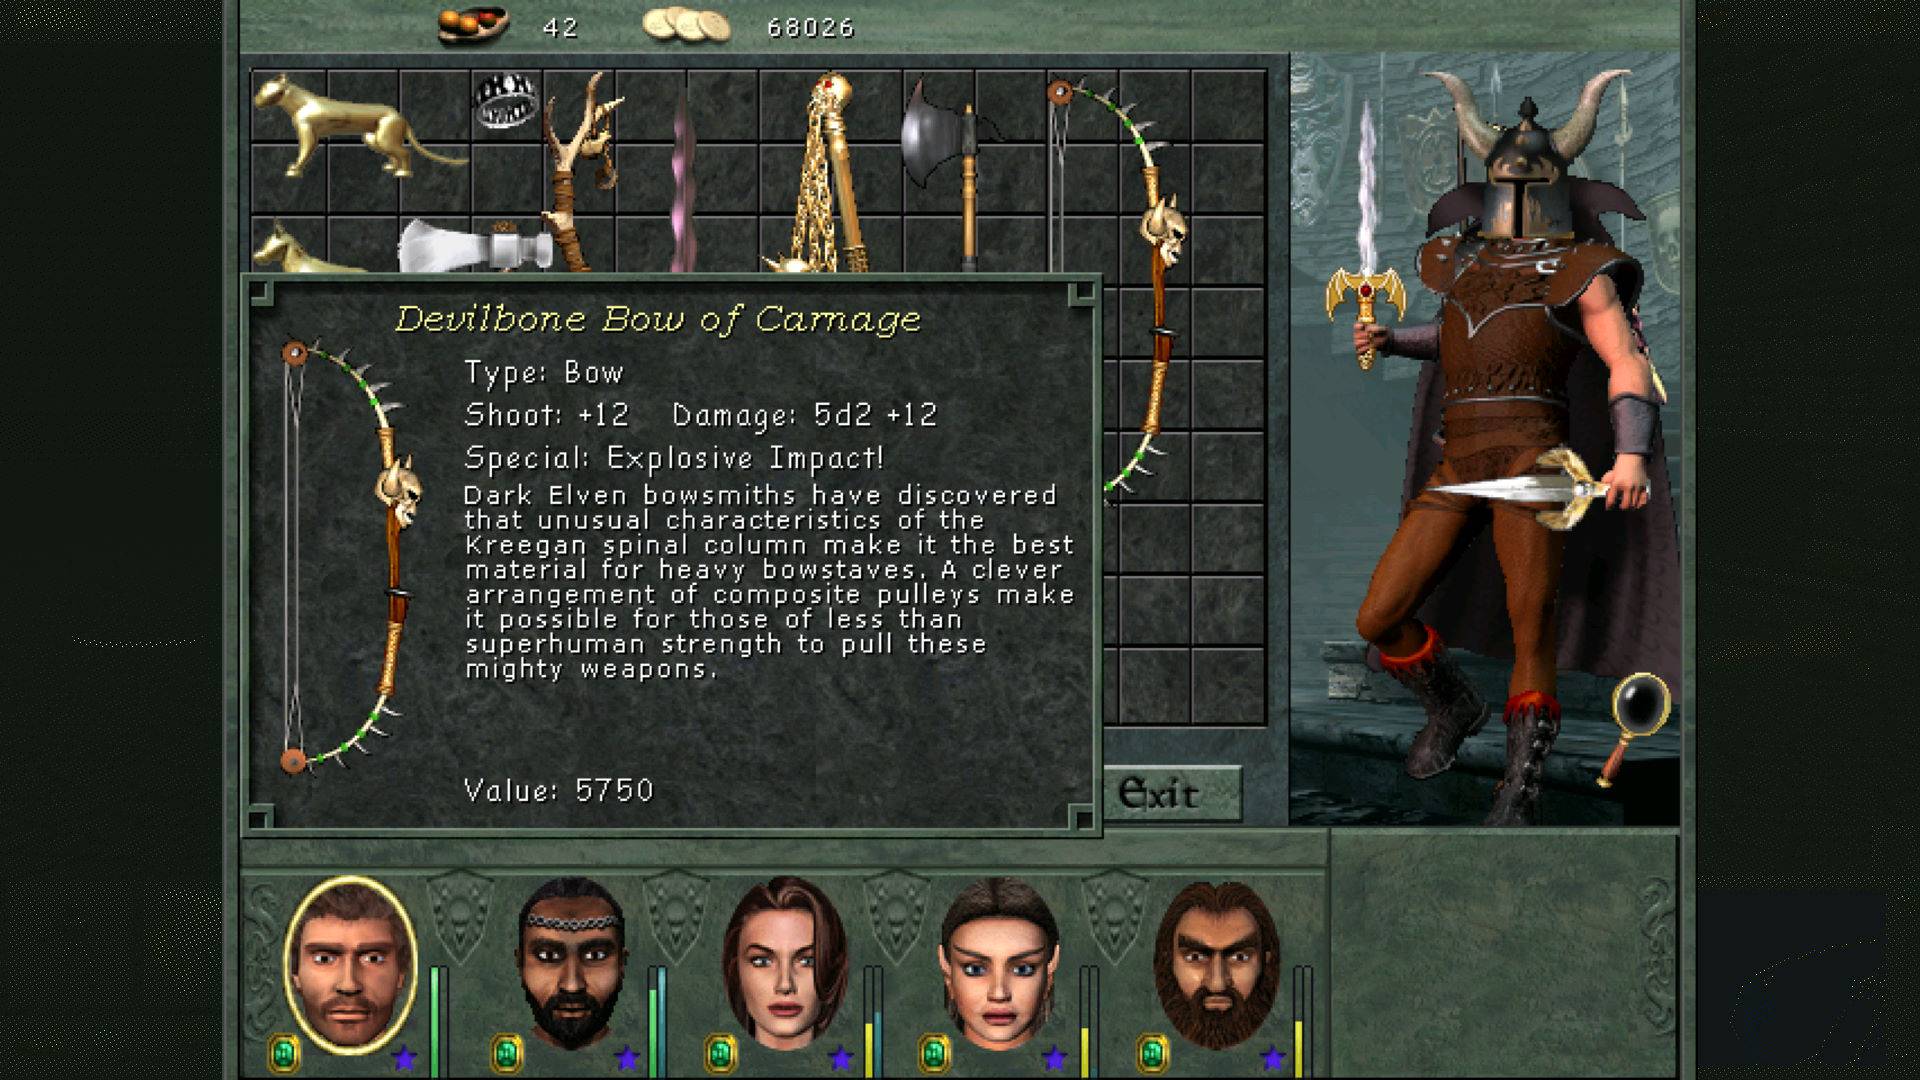 42 68026
Devilbone Bow of Carnage
Type: Bow
Shoot: +12 Damage: 5d2 +12
Special: Explosive Impact!
Dark Elven bowsmiths have discovered
that unusual characteristics of the
Kreegan spinal column make it the best
material for heavy bowstaves. A clever
arrangement of composite pulleys make
it possible for those of less than
superhuman strength to pull these
mighty weapons.
Value: 5750
Exit